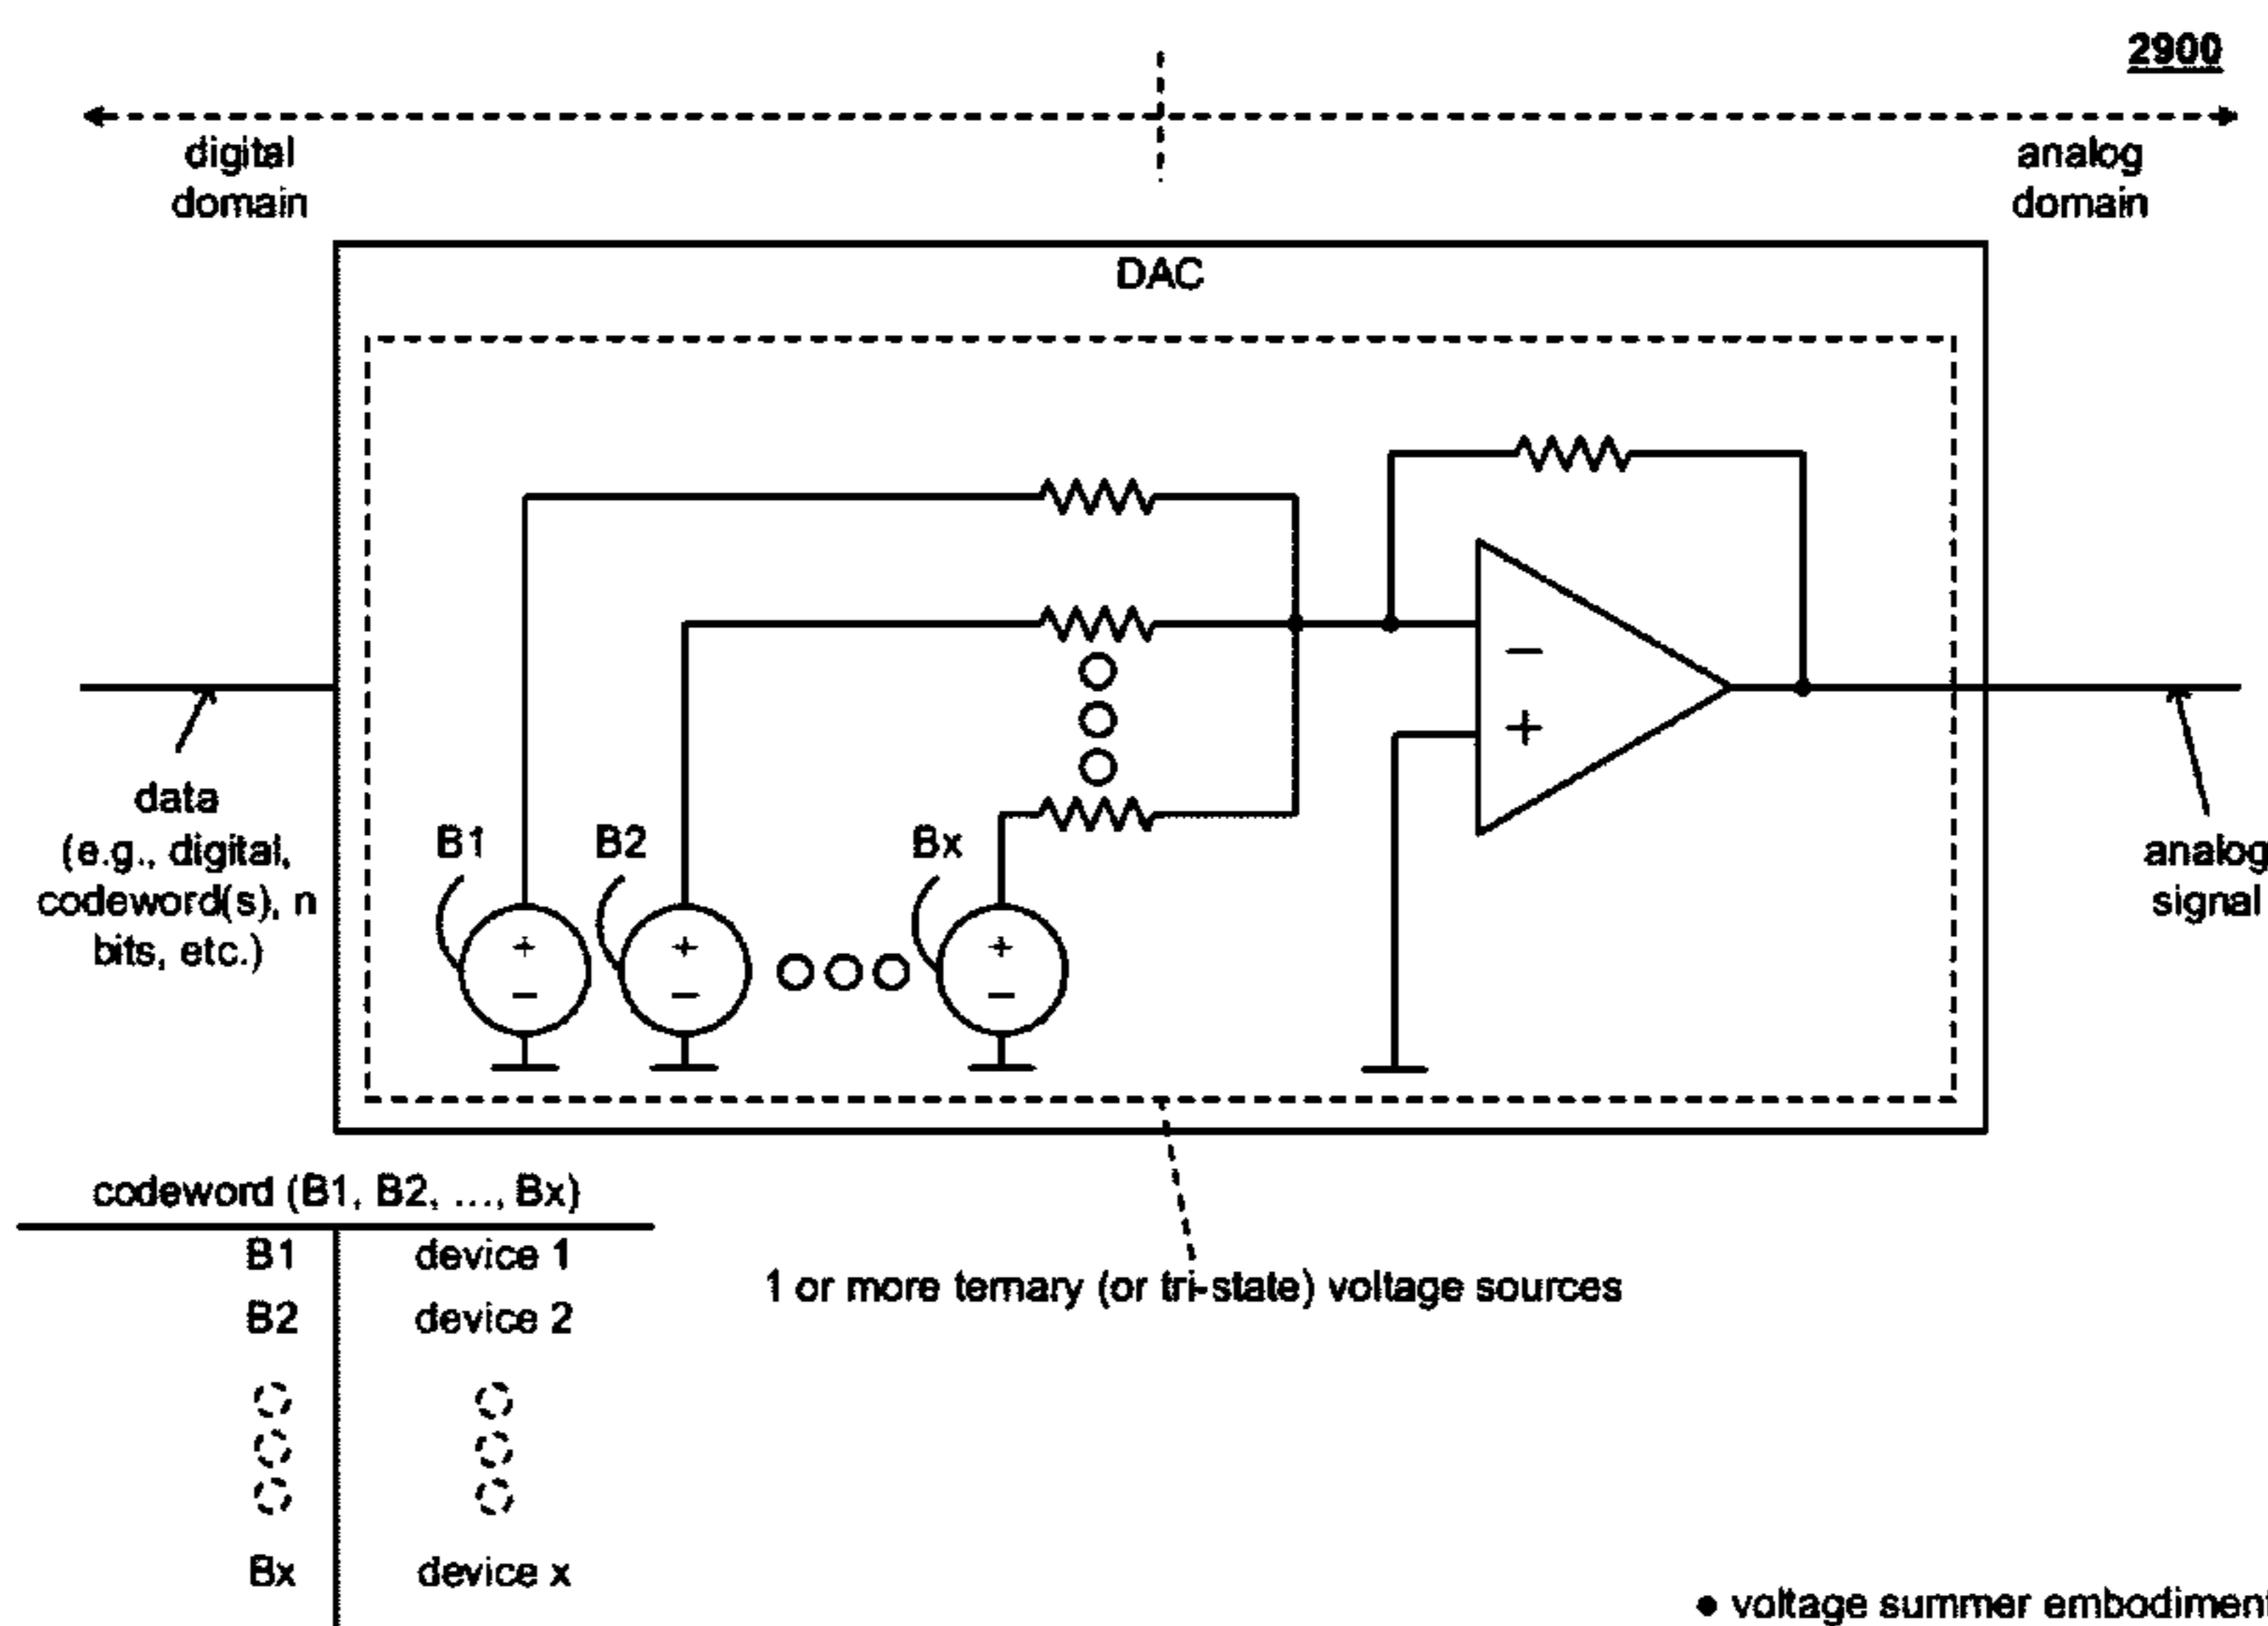 2900
digital
domain
analog
domain
DAC
data
(e.g., digital,
codeword(s), n
bits, etc.)
B1
B2
Bx
−
+
+
−
+
−
+
−
analog
signal
codeword (B1, B2, ..., Bx)
B1 device 1
B2 device 2
Bx device x
1 or more ternary (or tri-state) voltage sources
● voltage summer embodiment